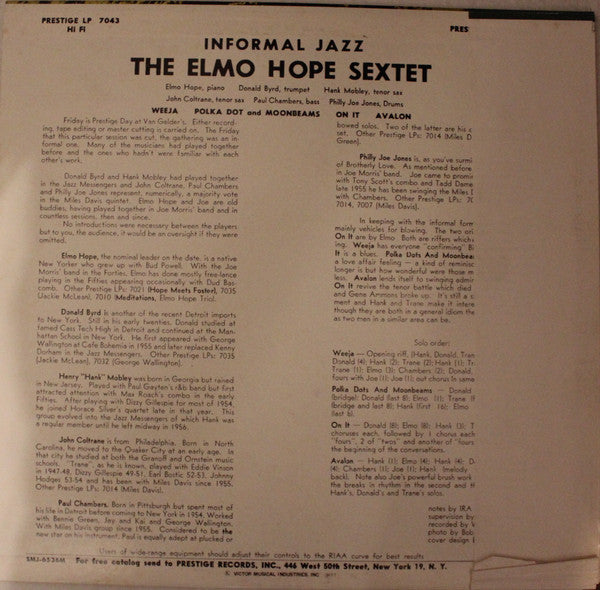 PRESTIGE LP 7043
Hi Fi
PRES
INFORMAL JAZZ
THE ELMO HOPE SEXTET
Elmo Hope, piano Donald Byrd, trumpet Hank Mobley, tenor sax
John Coltrane, tenor sax Paul Chambers, bass Philly Joe Jones, Drums
WEEJA POLKA DOT and MOONBEAMS ON IT AVALON
Friday is Prestige Day at Van Gelder's. Either record-
ing, tape editing or master cutting is carried on. The Friday
that this particular session was cut, the gathering was an in-
formal one. Many of the musicians had played together
before and the ones who hadn't were familiar with each
other's work.
Donald Byrd and Hank Mobley had played together
in the Jazz Messengers and John Coltrane, Paul Chambers
and Philly Joe Jones represent, numerically, a majority vote
in the Miles Davis quintet. Elmo Hope and Joe are old
buddies, having played together in Joe Morris' band and in
countless sessions, then and since.
No introductions were necessary between the players
but to you, the audience, it would be an oversight if they were
omitted.
Elmo Hope, the nominal leader on the date, is a native
New Yorker who grew up with Bud Powell. With the Joe
Morris' band in the Forties, Elmo has done mostly free-lance
playing in the Fifties appearing occasionally with Dud Bas-
comb. Other Prestige LPs: 7021 (Hope Meets Foster), 7035
(Jackie McLean), 7010 (Meditations, Elmo Hope Trio).
Donald Byrd is another of the recent Detroit imports
to New York. Still in his early twenties, Donald studied at
famed Cass Tech High in Detroit and continued at the Man-
hattan School in New York. He first appeared with George
Wallington at Cafe Bohemia in 1955 and later replaced Kenny
Dorham in the Jazz Messengers. Other Prestige LPs: 7035
(Jackie McLean), 7032 (George Wallington).
Henry "Hank" Mobley was born in Georgia but rained
in New Jersey. Played with Paul Gayten's r&b band but first
attracted attention with Max Roach's combo in the early
Fifties. After playing with Dizzy Gillespie for most of 1954,
he joined Horace Silver's quartet late in that year. This
group evolved into the Jazz Messengers of which Hank was
a regular member until he left midway in 1956.
John Coltrane is from Philadelphia. Born in North
Carolina, he moved to the Quaker City at an early age. In
that city he studied at both the Granoff and Ornstein music
schools. "Trane", as he is known, played with Eddie Vinson
in 1947-48, Dizzy Gillespie 49-51, Earl Bostic 52-53, Johnny
Hodges 53-54 and has been with Miles Davis since 1955.
Other Prestige LPs: 7014 (Miles Davis).
Paul Chambers. Born in Pittsburgh but spent most of
his life in Detroit before coming to New York in 1954. Worked
with Bennie Green, Jay and Kai and George Wallington.
With Miles Davis' group since 1955. Considered to be the
new star on his instrument, Paul is equally adept at plucked or
bowed solos. Two of the latter are his c
set. Other Prestige LPs: 7014 (Miles D
Green).
Philly Joe Jones, is, as you've surmi
of Brotherly Love. As mentioned before
in Joe Morris' band. Joe came to promi
with Tony Scott's combo and Tadd Dame
late 1955 he has been swinging the Miles
with Chambers. Other Prestige LPs: 70
7014, 7007 (Miles Davis).
In keeping with the informal form
mainly vehicles for blowing. The two ori
On It are by Elmo. Both are riffers which
ing. Weeja has everyone "confirming" Bi
It is a blues. Polka Dots And Moonbea
a love affair feeling — a kind of reminisc
longer is but how wonderful were those m
less. Avalon lends itself to swinging admir
On It revive the tenor battle which died
and Gene Ammons broke up. It's still a s
ment and Hank and Trane make it intere
though they are both in a general idiom the
as two men in a similar area can be.
Solo order:
Weeja — Opening riff, (Hank, Donald, Tran
Donald (4); Hank (2); Trane (2); Hank (1); Tr
Trane (1); Elmo (3); Chambers (2); Donald,
fours with Joe (1); Joe (1); out chorus in same
Polka Dots And Moonbeams — Donald
(bridge); Donald (last 8). Elmo (1); Trane (f
(bridge and last 8); Hank (first 16); Elmo
(last 8).
On It — Donald (8); Elmo (8); Hank (3); T
choruses each, followed by 1 chorus each,
"fours", 2 of "twos" and another of "fours
the beginning of the conversations.
Avalon — Hank (1); Elmo (4); Hank (4); D
(4); Chambers (1); Joe (1); Hank (melody
back). Note also Joe's powerful brush work
the breaks in rhythm in the second and th
Hank's, Donald's and Trane's solos.
notes by IRA
supervision by
recorded by V
photo by Bob
cover design
Users of wide-range equipment should adjust their controls to the RIAA curve for best results
SMJ-6538M For free catalog send to PRESTIGE RECORDS, INC., 446 West 50th Street, New York 19, N. Y.
VICTOR MUSICAL INDUSTRIES, INC.